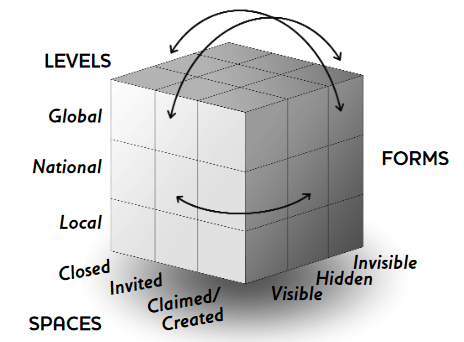 LEVELS
Global
National
Local
FORMS
Closed
Invited
Claimed/
Created
Visible
Hidden
Invisible
SPACES